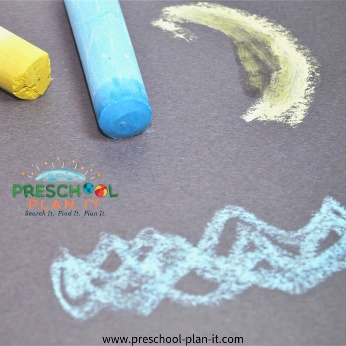 PRESCHOOL
PLAN IT
Search It. Find It. Plan It.
www.preschool-plan-it.com